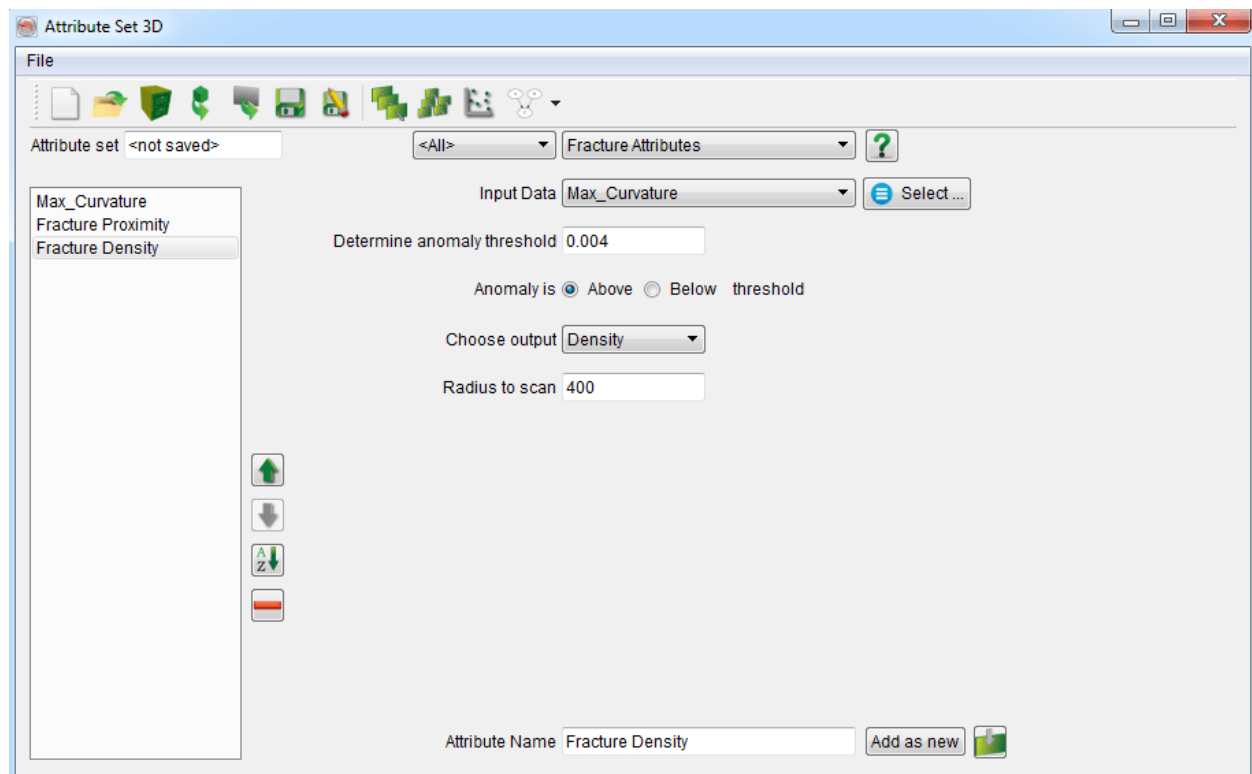 Attribute Set 3D
File
Attribute set <not saved> <All> Fracture Attributes ?
Input Data Max_Curvature Select ...
Max_Curvature
Fracture Proximity
Fracture Density
Determine anomaly threshold 0.004
Anomaly is Above Below threshold
Choose output Density
Radius to scan 400
A
Z
Attribute Name Fracture Density Add as new